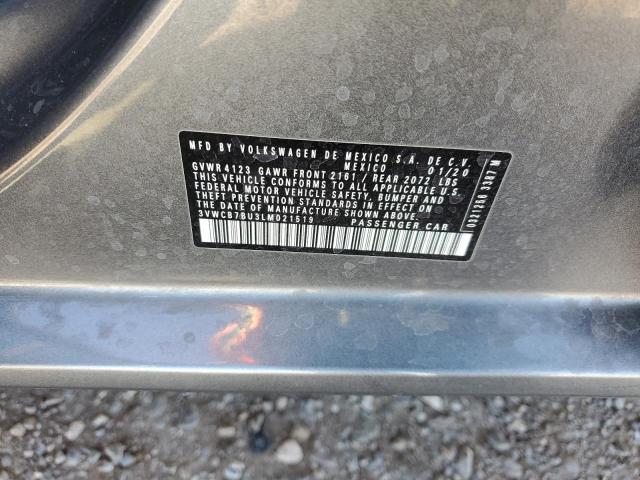 MFD BY VOLKSWAGEN DE MEXICO S.A. DE C.V.
MEXICO 01/20
GVWR 4123 GAWR FRONT 2161 / REAR 2073 LBS
THIS VEHICLE CONFORMS TO ALL APPLICABLE U.S.
FEDERAL MOTOR VEHICLE SAFETY, BUMPER AND
THEFT PREVENTION STANDARDS IN EFFECT ON THE
DATE OF MANUFACTURE SHOWN ABOVE.
3VWCB7BU3LM021519 PASSENGER CAR